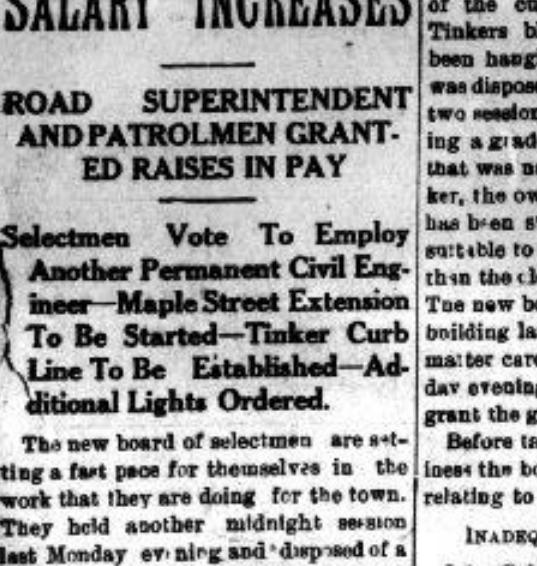 SALARY INCREASES
ROAD SUPERINTENDENT
AND PATROLMEN GRANT-
ED RAISES IN PAY
Selectmen Vote To Employ
Another Permanent Civil Eng-
ineer—Maple Street Extension
To Be Started—Tinker Curb
Line To Be Established—Ad-
ditional Lights Ordered.
The new board of selectmen are set-
ting a fast pace for themselves in the
work that they are doing for the town.
They held another midnight session
last Monday evening and disposed of a
of the cu
Tinkers bl
been hang
was dispose
two session
ing a grad
that was n
ker, the ow
has been s
suitable to
than the cl
The new bo
building la
matter car
day evening
grant the g
Before ta
iness the bo
relating to
INADEQ